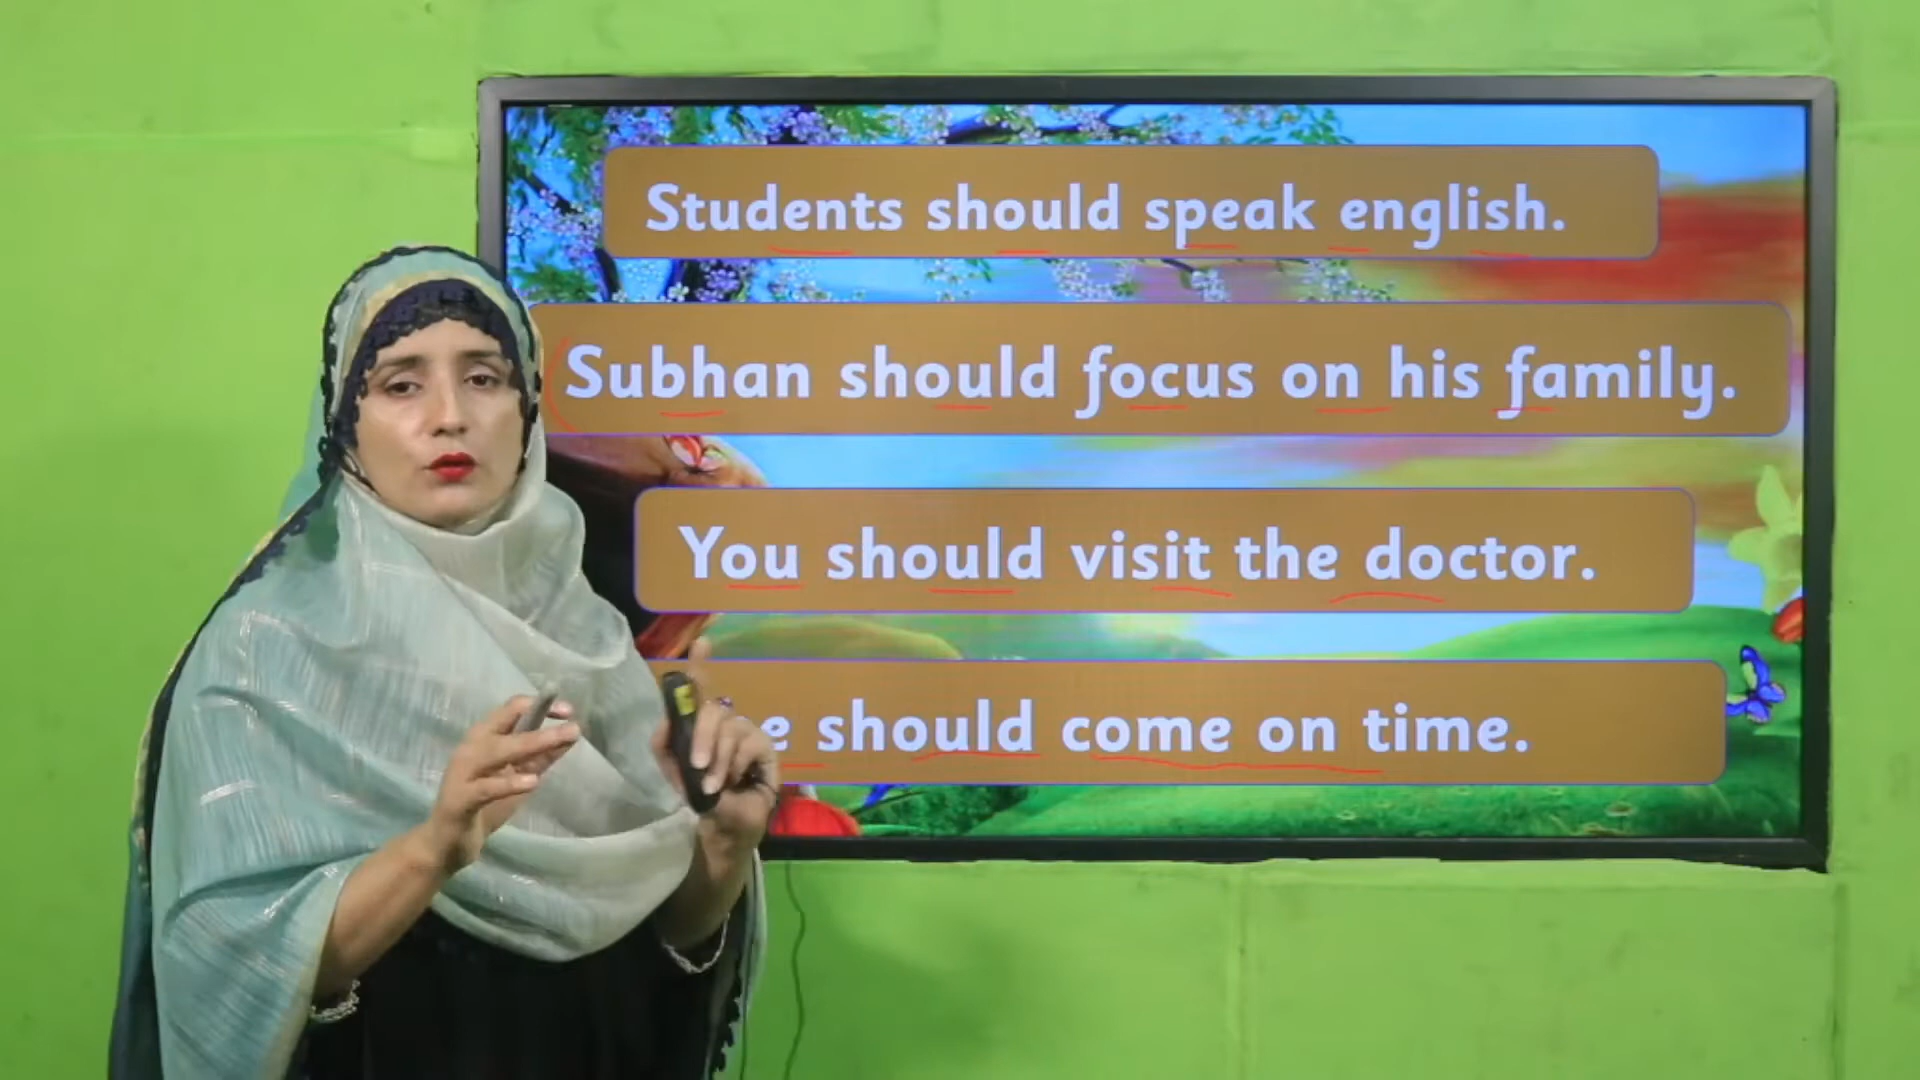 Students should speak english.
Subhan should focus on his family.
You should visit the doctor.
should come on time.